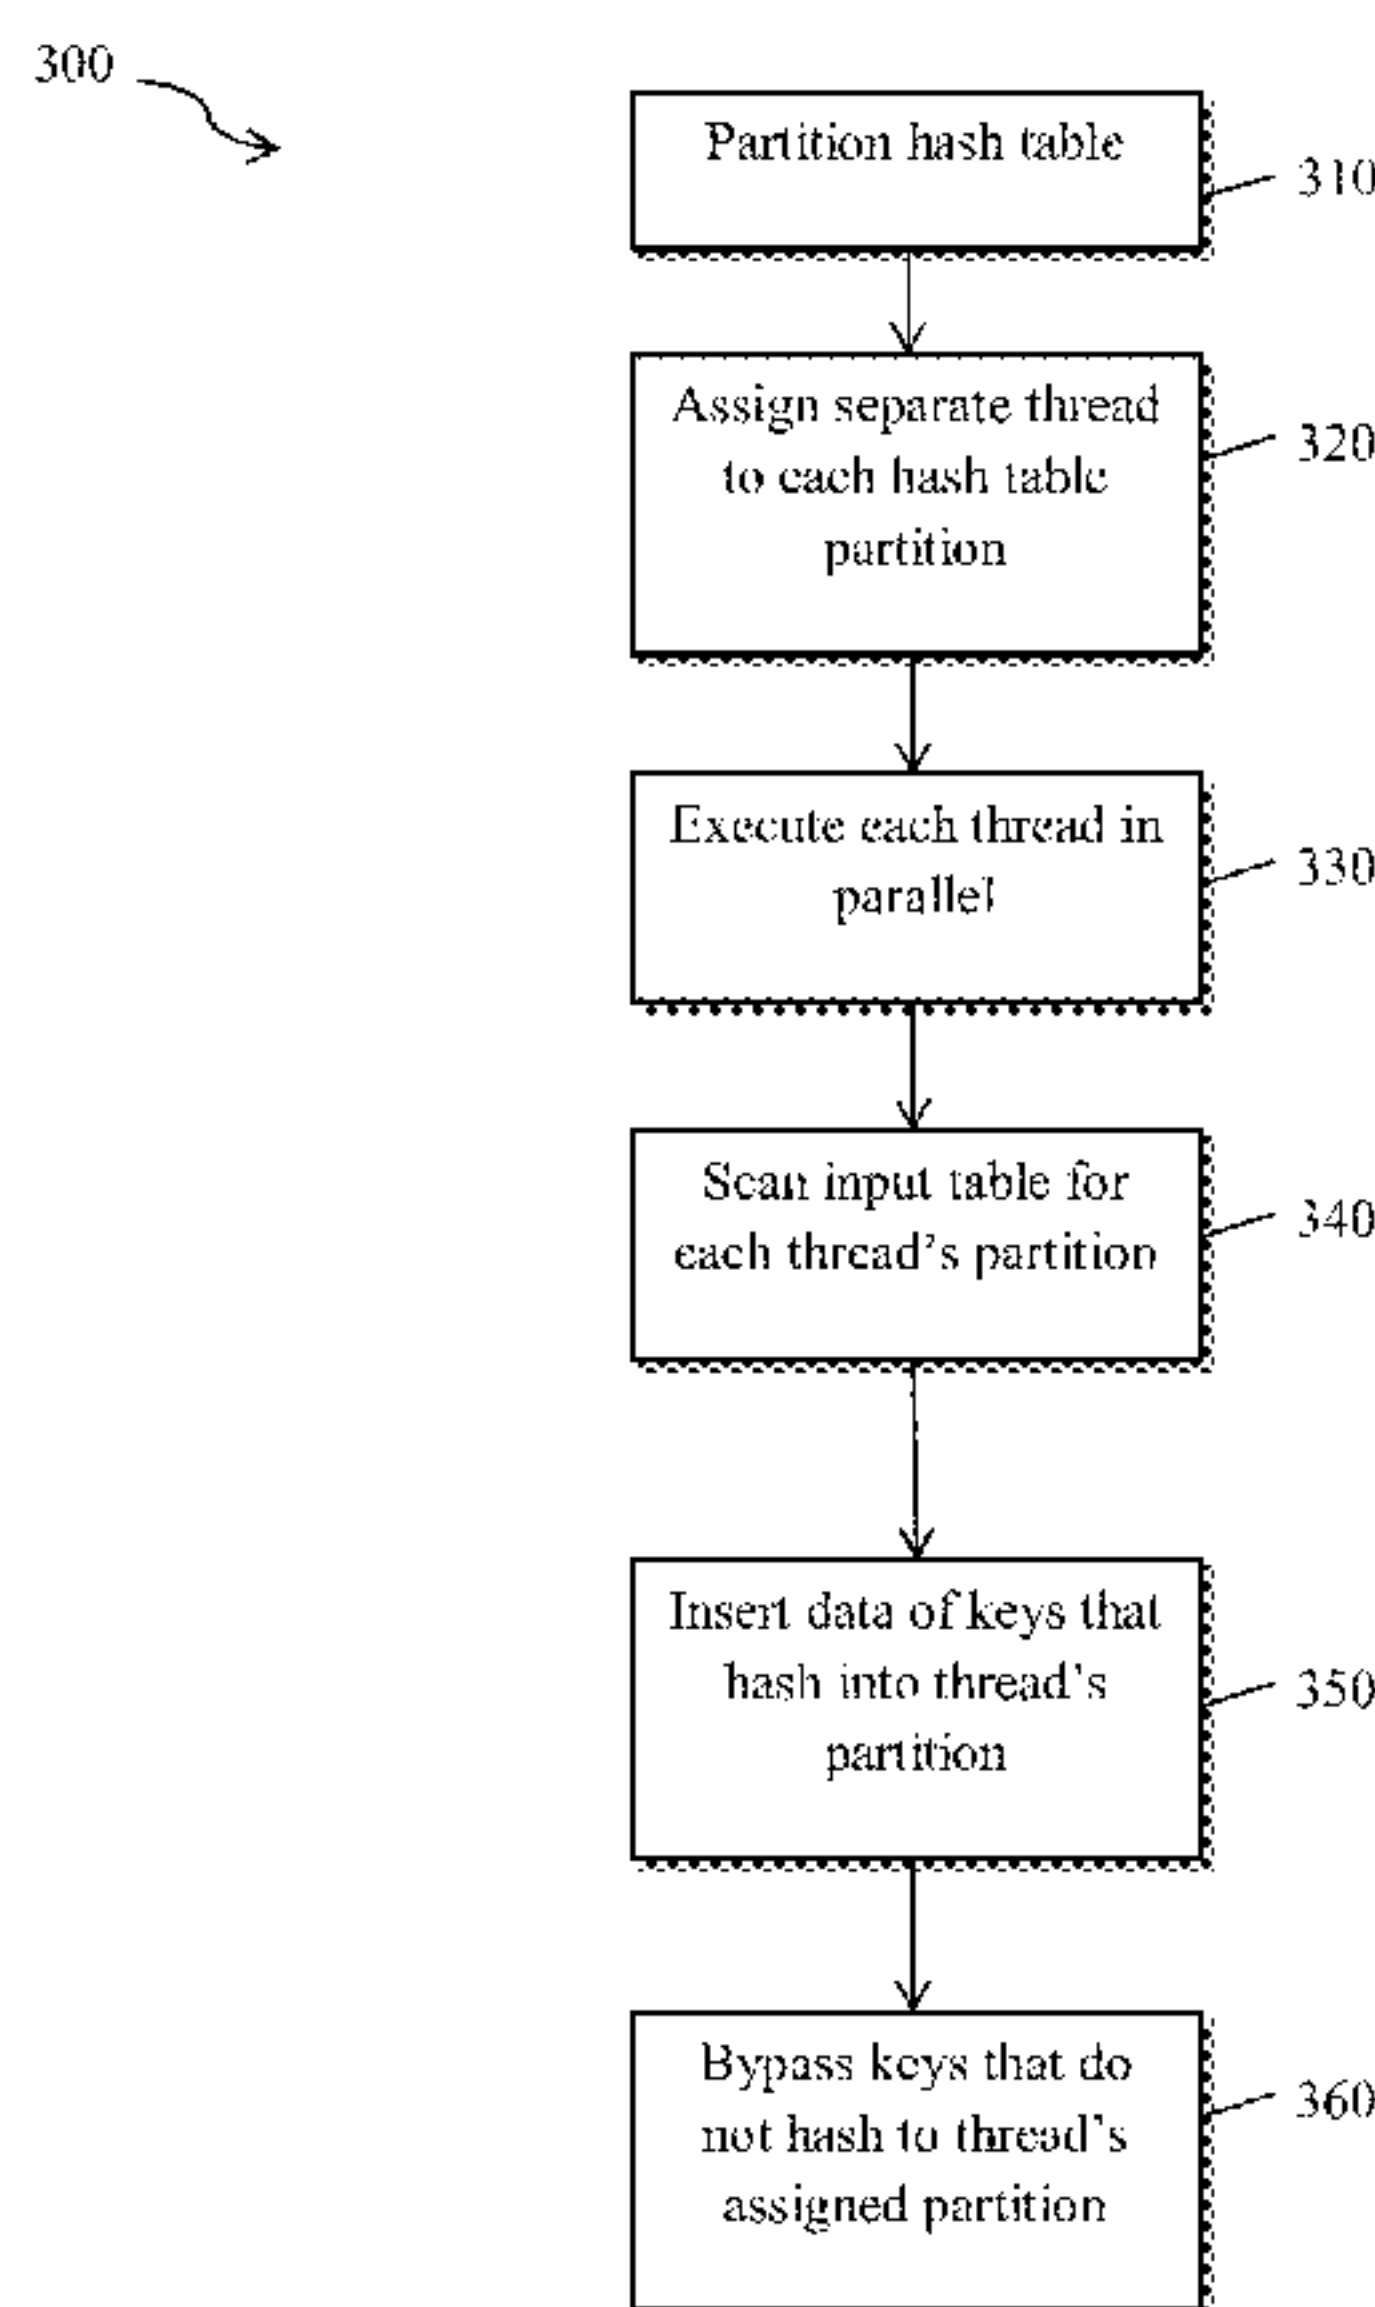 300
Partition hash table
310
Assign separate thread
to each hash table
partition
320
Execute each thread in
parallel
330
Scan input table for
each thread's partition
340
Insert data of keys that
hash into thread's
partition
350
Bypass keys that do
not hash to thread's
assigned partition
360